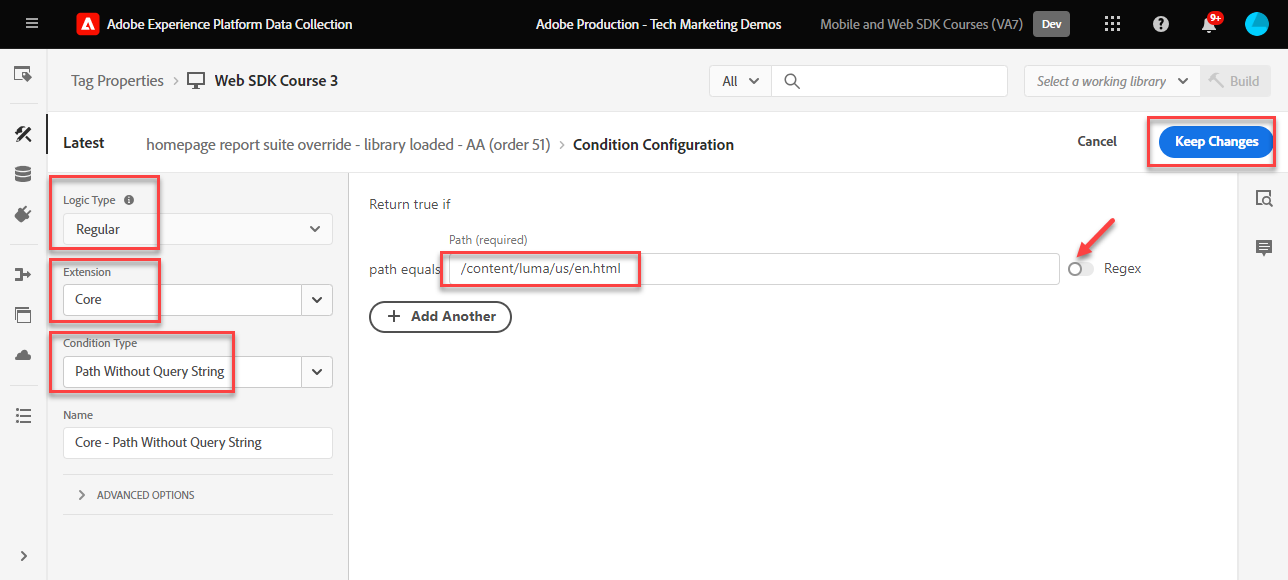 Adobe Experience Platform Data Collection
Adobe Production - Tech Marketing Demos
Mobile and Web SDK Courses (VA7)
Dev
9+
Tag Properties > Web SDK Course 3
All
Select a working library
Build
Latest
homepage report suite override - library loaded - AA (order 51) > Condition Configuration
Cancel
Keep Changes
Logic Type
Regular
Extension
Core
Condition Type
Path Without Query String
Name
Core - Path Without Query String
ADVANCED OPTIONS
Return true if
Path (required)
path equals
/content/luma/us/en.html
Regex
Add Another